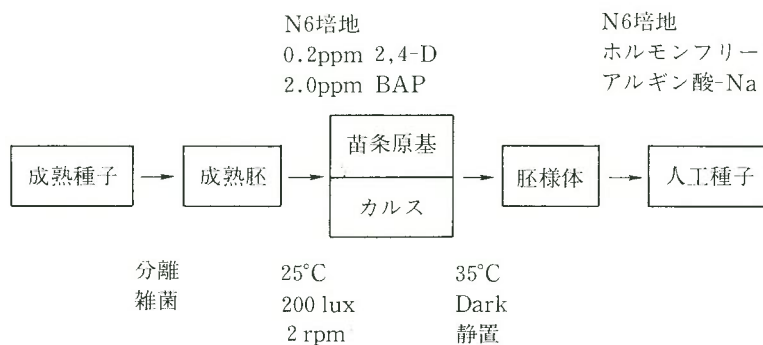 N6培地
0.2ppm 2,4-D
2.0ppm BAP
N6培地
ホルモンフリー
アルギン酸-Na
成熟種子 → 成熟胚 → 苗条原基 → 胚様体 → 人工種子
カルス
分離
雑菌
25°C
200 lux
2 rpm
35°C
Dark
静置